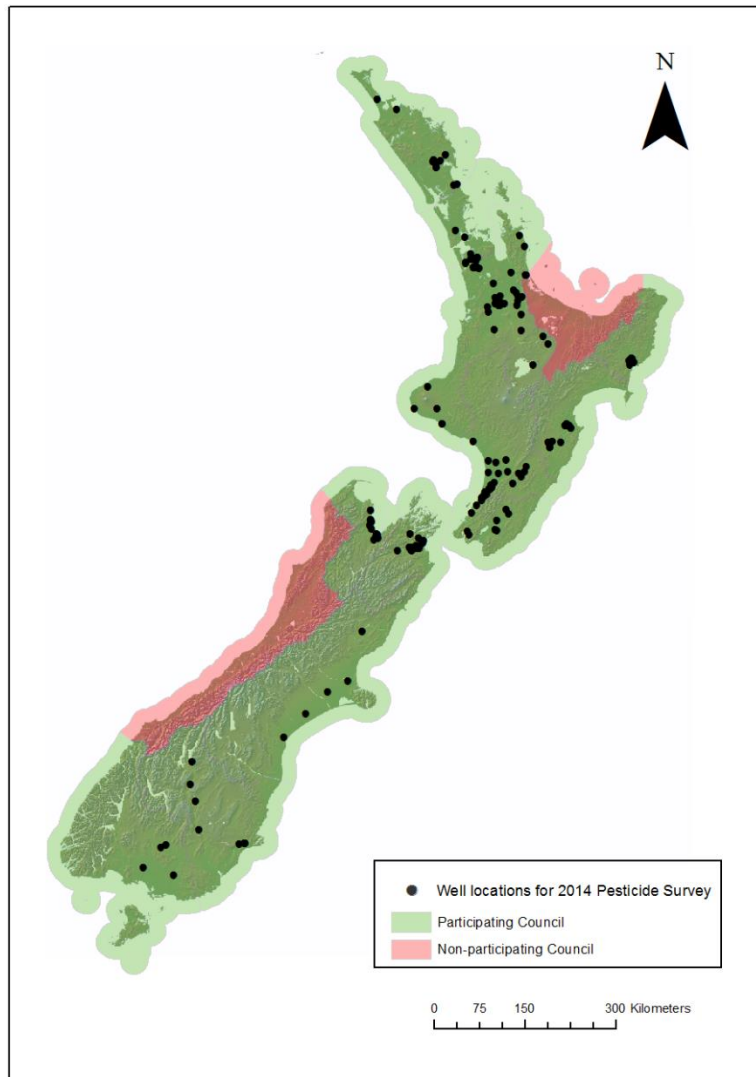 N
Well locations for 2014 Pesticide Survey
Participating Council
Non-participating Council
0 75 150 300 Kilometers